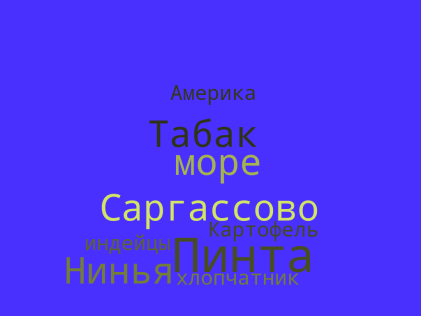 Америка
Табак
море
Саргассово
Картофель
индейцы
Пинта
Нинья
хлопчатник